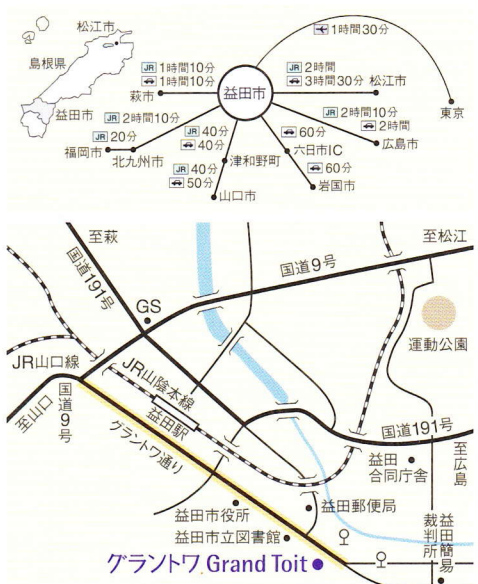 松江市
島根県
益田市
✈ 1時間30分
東京
益田市
JR 1時間10分
1時間10分
萩市
JR 2時間
3時間30分
松江市
JR 2時間10分
JR 20分
福岡市
北九州市
JR 2時間10分
2時間
広島市
JR 40分
40分
津和野町
JR 40分
50分
山口市
60分
六日市IC
60分
岩国市
至萩
国道191号
至松江
国道9号
GS
運動公園
JR山口線
JR山陰本線
国道9号
至山口
益田駅
グラントワ通り
国道191号
至広島
益田
合同庁舎
益田市役所
益田郵便局
益田市立図書館
益田簡易
裁判所
グラントワ Grand Toit